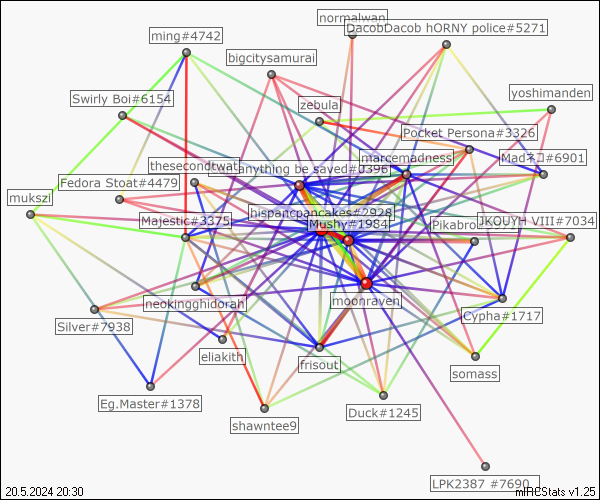 normalwan
DacobDacob hORNY police#5271
ming#4742
bigcitysamurai
yoshimanden
Swirly Boi#6154
zebula
Pocket Persona#3326
marcemadness
Madネコ#6901
thesecondtwat
anything be saved#0396
Fedora Stoat#4479
mukszi
hispancpancakes#2928
Majestic#3375
Mushy#1984
JKOUYH VIII#7034
neokingghidorah
moonraven
Cypha#1717
Silver#7938
eliakith
frisout
somass
Eg.Master#1378
Duck#1245
shawntee9
LPK2387 #7690
20.5.2024 20:30
mIRCStats v1.25